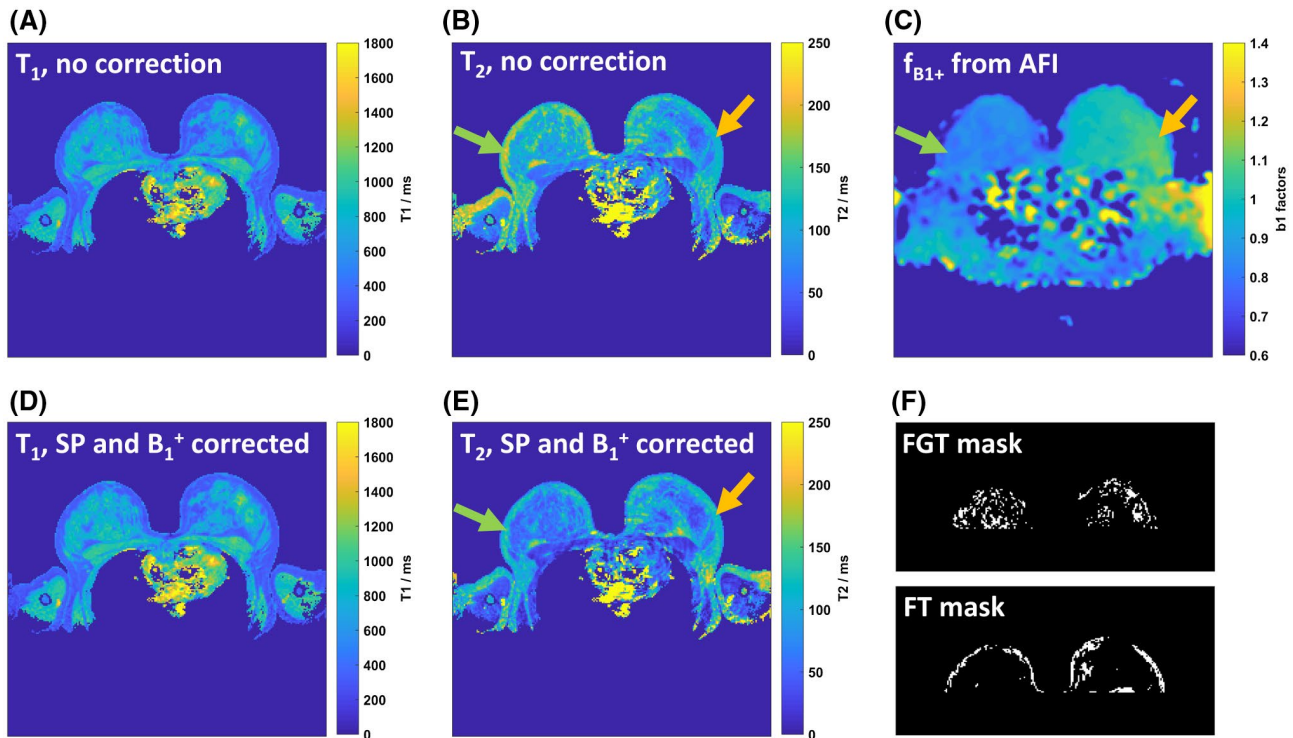 (A)
T₁, no correction
1800
1600
1400
1200
1000
800
600
400
200
0
T1 / ms
(B)
T₂, no correction
250
200
150
100
50
0
T2 / ms
(C)
f_B1+ from AFI
1.4
1.3
1.2
1.1
1
0.9
0.8
0.7
0.6
b1 factors
(D)
T₁, SP and B₁⁺ corrected
1800
1600
1400
1200
1000
800
600
400
200
0
T1 / ms
(E)
T₂, SP and B₁⁺ corrected
250
200
150
100
50
0
T2 / ms
(F)
FGT mask
FT mask